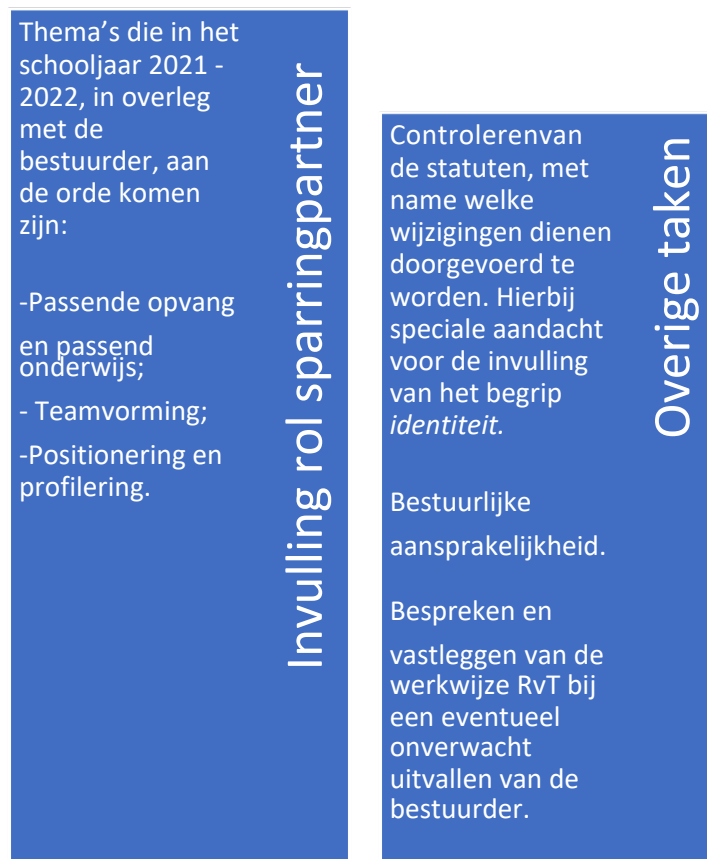 Thema's die in het
schooljaar 2021 -
2022, in overleg
met de
bestuurder, aan
de orde komen
zijn:
-Passende opvang
en passend
onderwijs;
- Teamvorming;
-Positionering en
profilering.
Invulling rol sparringpartner
Controlerenvan
de statuten, met
name welke
wijzigingen dienen
doorgevoerd te
worden. Hierbij
speciale aandacht
voor de invulling
van het begrip
identiteit.
Bestuurlijke
aansprakelijkheid.
Bespreken en
vastleggen van de
werkwijze RvT bij
een eventueel
onverwacht
uitvallen van de
bestuurder.
Overige taken